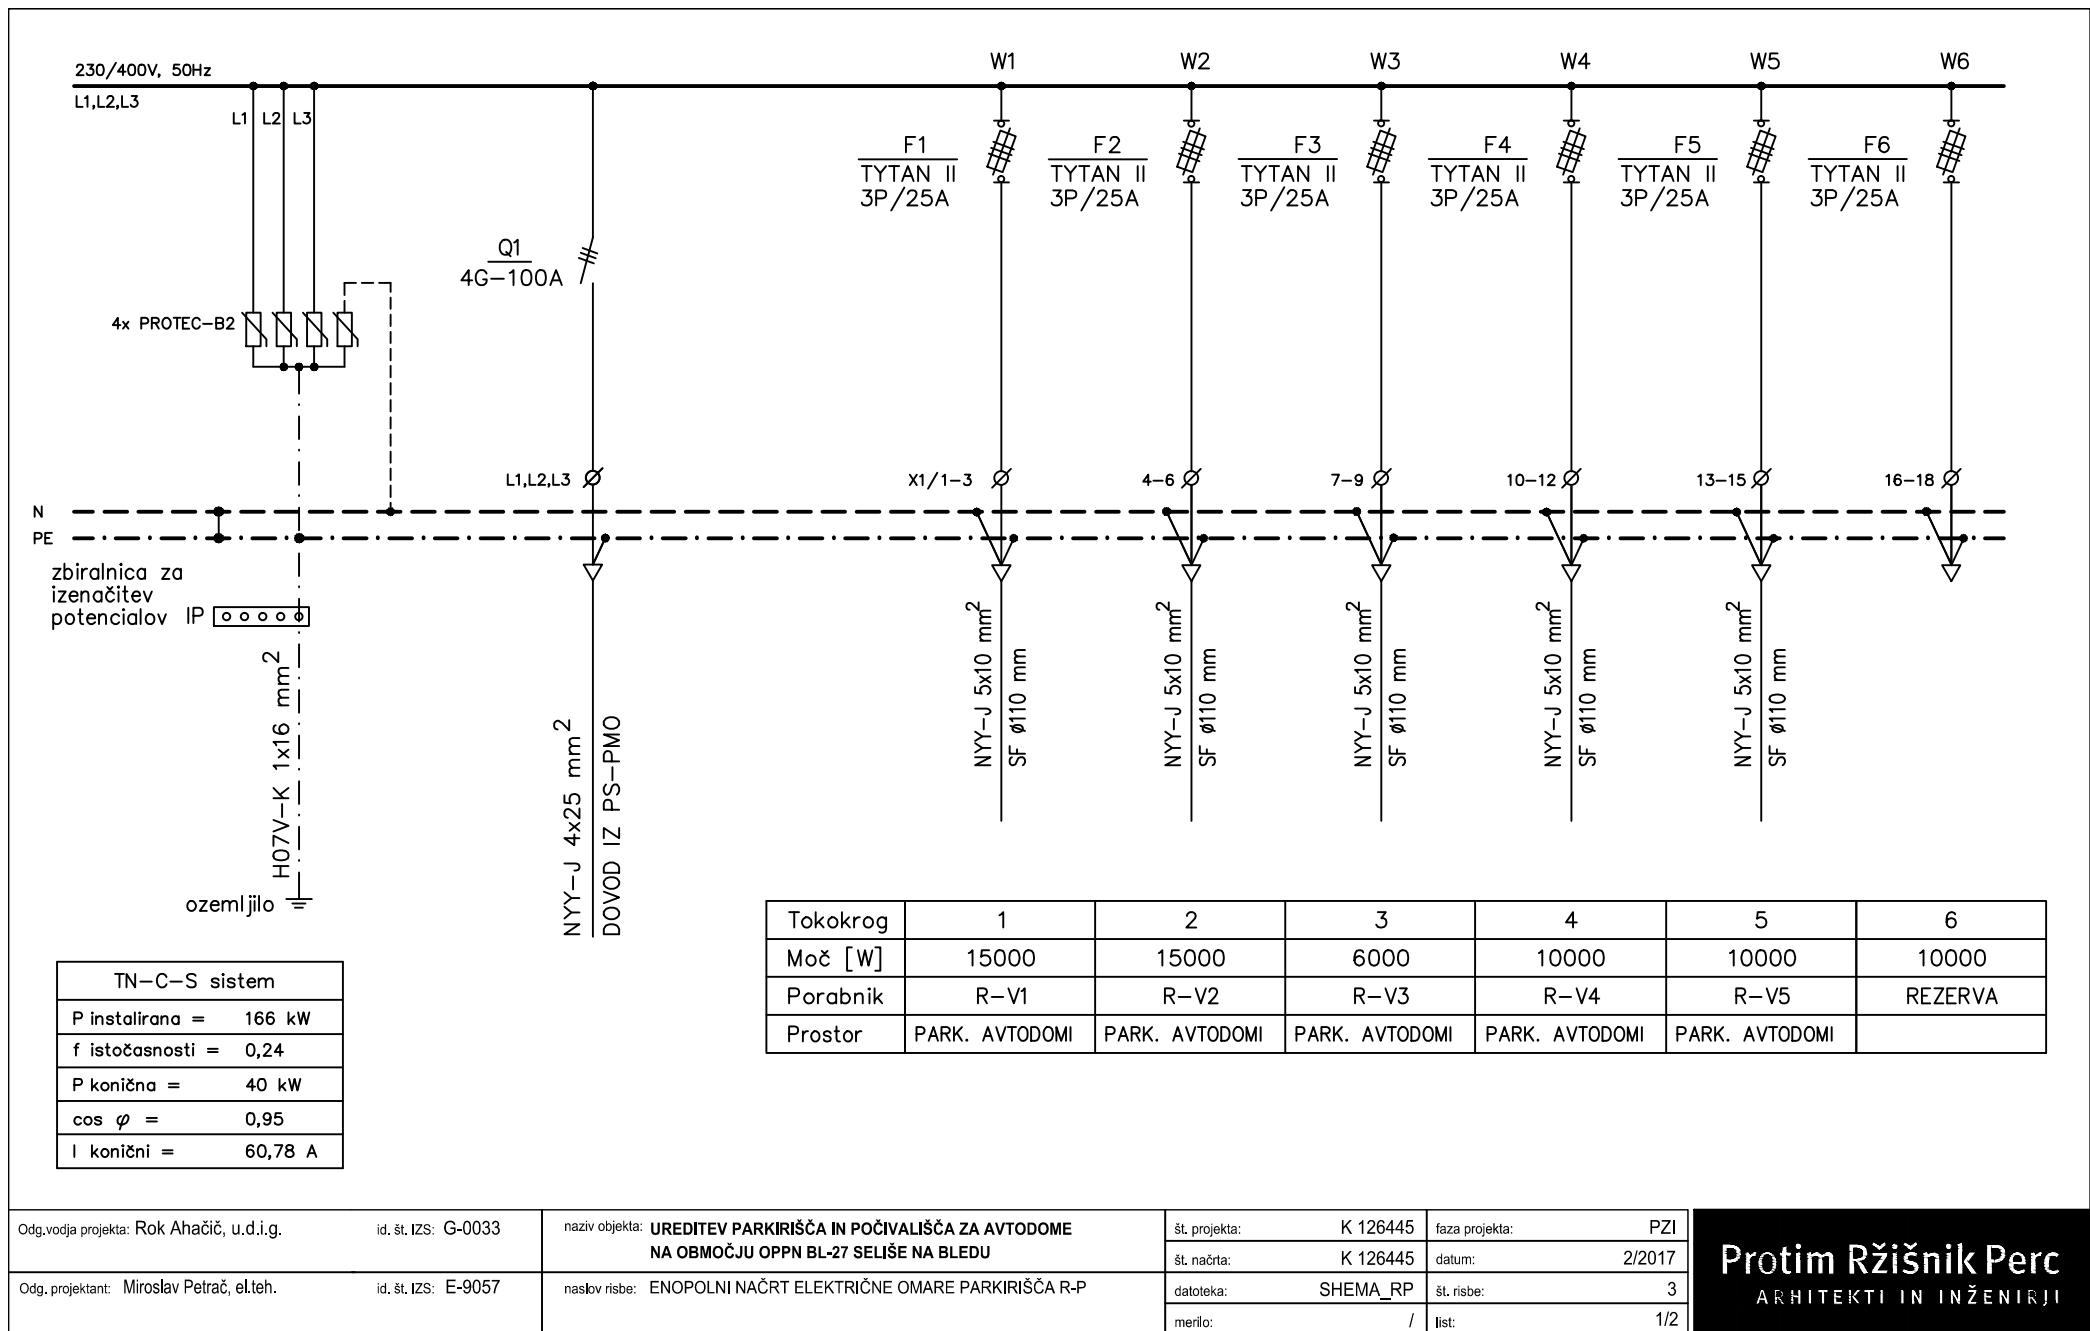 230/400V, 50Hz
L1,L2,L3
L1 L2 L3
W1 W2 W3 W4 W5 W6
F1
TYTAN II
3P/25A
F2
TYTAN II
3P/25A
F3
TYTAN II
3P/25A
F4
TYTAN II
3P/25A
F5
TYTAN II
3P/25A
F6
TYTAN II
3P/25A
Q1
4G-100A
4x PROTEC-B2
L1,L2,L3
X1/1-3 4-6 7-9 10-12 13-15 16-18
N
PE
zbiralnica za
izenačitev
potencialov IP
H07V-K 1x16 mm²
ozemljilo
NYY-J 4x25 mm²
DOVOD IZ PS-PMO
NYY-J 5x10 mm²
SF ø110 mm
NYY-J 5x10 mm²
SF ø110 mm
NYY-J 5x10 mm²
SF ø110 mm
NYY-J 5x10 mm²
SF ø110 mm
NYY-J 5x10 mm²
SF ø110 mm
Tokokrog 1 2 3 4 5 6
Moč [W] 15000 15000 6000 10000 10000 10000
Porabnik R-V1 R-V2 R-V3 R-V4 R-V5 REZERVA
Prostor PARK. AVTODOMI PARK. AVTODOMI PARK. AVTODOMI PARK. AVTODOMI PARK. AVTODOMI
TN-C-S sistem
P instalirana = 166 kW
f istočasnosti = 0,24
P konična = 40 kW
cos φ = 0,95
I konični = 60,78 A
Odg.vodja projekta: Rok Ahačič, u.d.i.g. id. št. IZS: G-0033
Odg. projektant: Miroslav Petrač, el.teh. id. št. IZS: E-9057
naziv objekta: UREDITEV PARKIRIŠČA IN POČIVALIŠČA ZA AVTODOME
NA OBMOČJU OPPN BL-27 SELIŠE NA BLEDU
naslov risbe: ENOPOLNI NAČRT ELEKTRIČNE OMARE PARKIRIŠČA R-P
št. projekta: K 126445 faza projekta: PZI
št. načrta: K 126445 datum: 2/2017
datoteka: SHEMA_RP št. risbe: 3
merilo: / list: 1/2
Protim Ržišnik Perc
ARHITEKTI IN INŽENIRJI